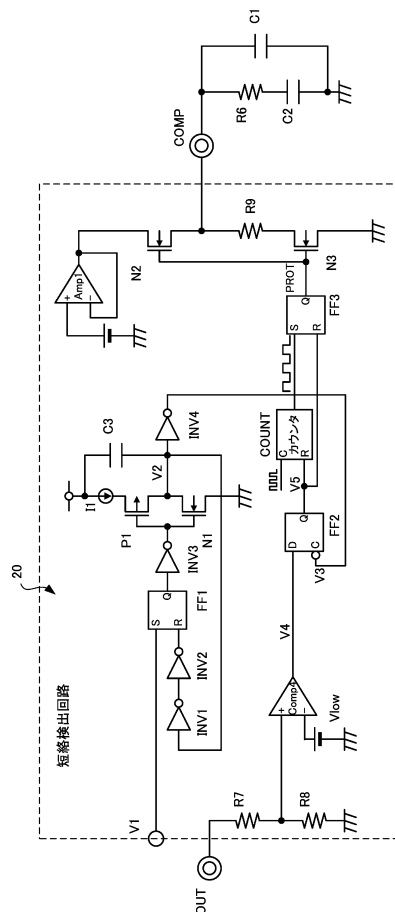 20
短絡検出回路
V1
INV1
INV2
S
Q
R
FF1
INV3
I1
P1
N1
V2
C3
INV4
OUT
R7
R8
+
-
Comp4
Vlow
V4
V3
D
Q
C
FF2
V5
COUNT
C
カウンタ
R
S
Q
R
FF3
PROT
+
-
Amp1
N2
N3
R9
COMP
R6
C2
C1